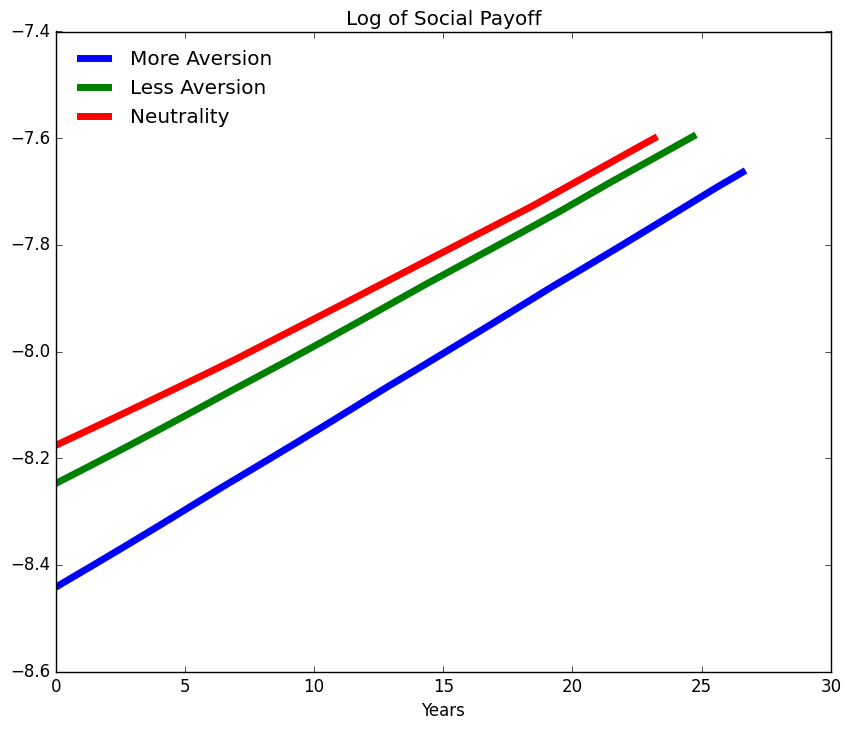 Log of Social Payoff
−7.4
−7.6
−7.8
−8.0
−8.2
−8.4
−8.6
More Aversion
Less Aversion
Neutrality
0 5 10 15 20 25 30
Years